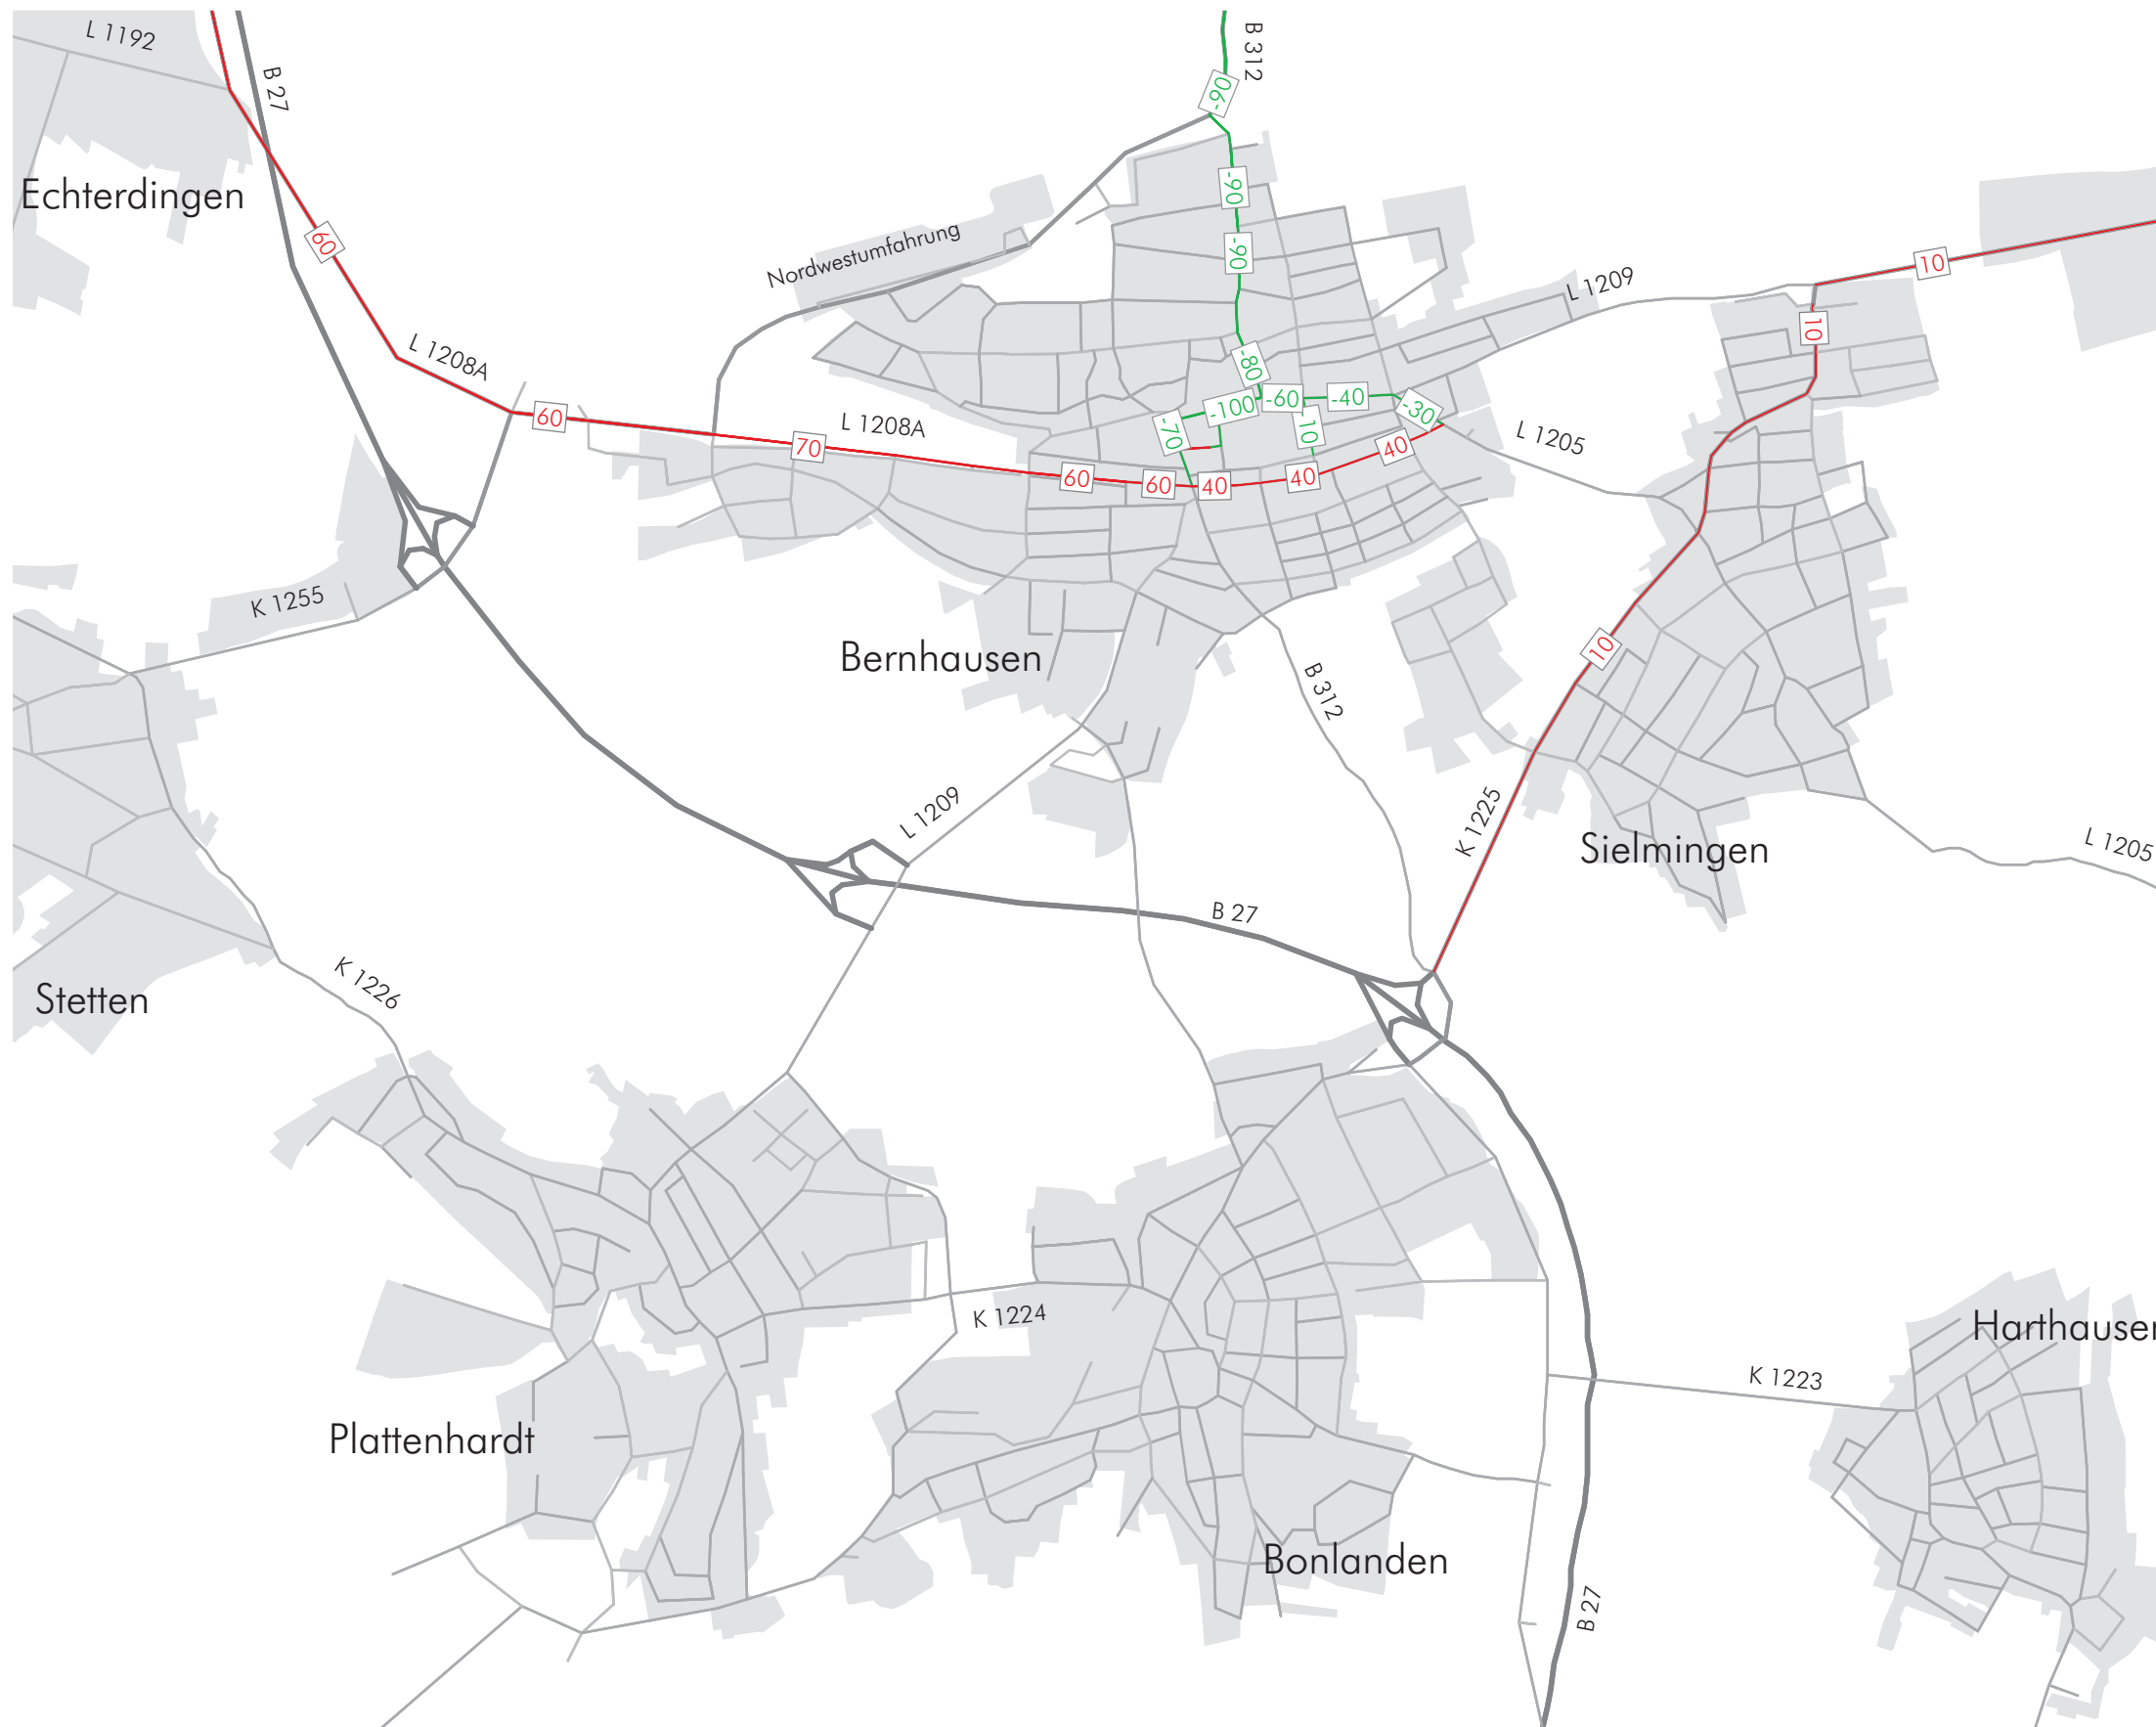 L 1192
B 27
B 312
-90
Echterdingen
-90
60
Nordwestumfahrung
-90
10
L 1209
10
L 1208A
-80
60
L 1208A
-100
-60
-40
-30
-70
-10
L 1205
70
40
60
60
40
40
K 1255
10
Bernhausen
B 312
L 1209
K 1225
Sielmingen
L 1205
B 27
K 1226
Stetten
K 1224
Harthausen
K 1223
Plattenhardt
Bonlanden
B 27